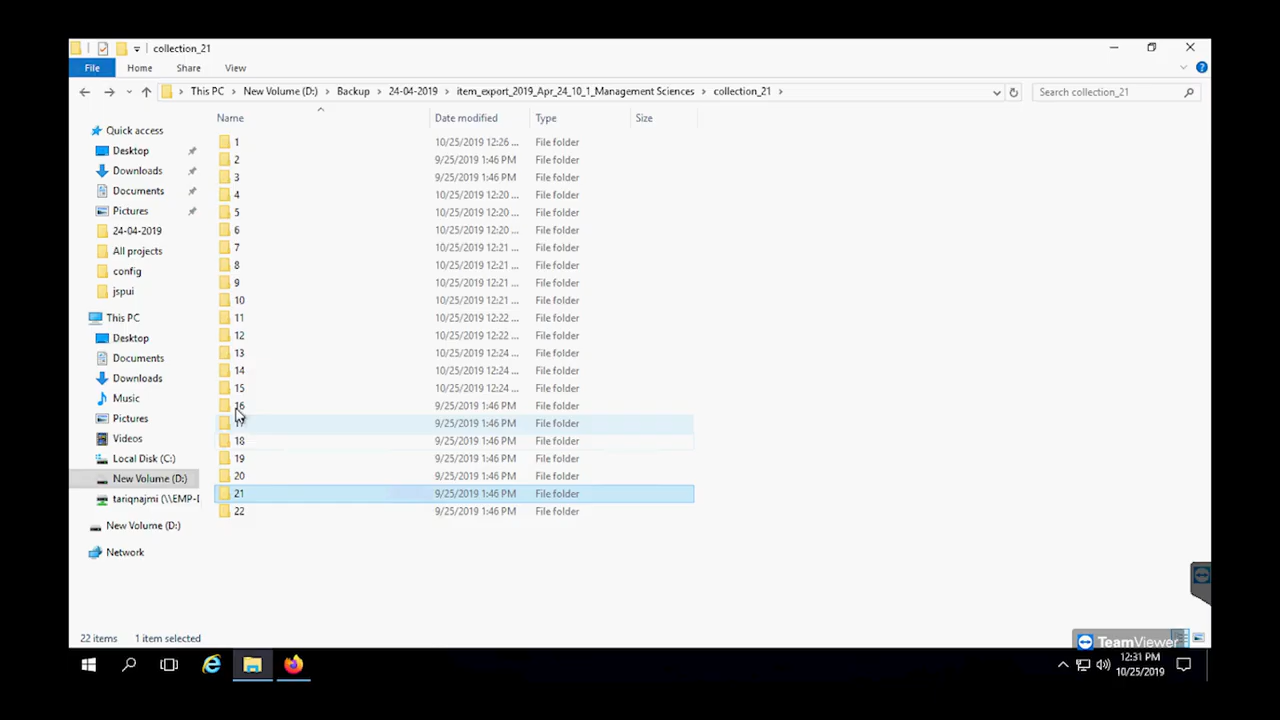 collection_21
File Home Share View
This PC New Volume (D:) Backup 24-04-2019 item_export_2019_Apr_24_10_1_Management Sciences collection_21 Search collection_21
Name Date modified Type Size
Quick access
Desktop
Downloads
Documents
Pictures
24-04-2019
All projects
config
jspui
This PC
Desktop
Documents
Downloads
Music
Pictures
Videos
Local Disk (C:)
New Volume (D:)
tariqnajmi (\\EMP-D
New Volume (D:)
Network
1 10/25/2019 12:26 ... File folder
2 9/25/2019 1:46 PM File folder
3 9/25/2019 1:46 PM File folder
4 10/25/2019 12:20 ... File folder
5 10/25/2019 12:20 ... File folder
6 10/25/2019 12:20 ... File folder
7 10/25/2019 12:21 ... File folder
8 10/25/2019 12:21 ... File folder
9 10/25/2019 12:21 ... File folder
10 10/25/2019 12:21 ... File folder
11 10/25/2019 12:22 ... File folder
12 10/25/2019 12:22 ... File folder
13 10/25/2019 12:24 ... File folder
14 10/25/2019 12:24 ... File folder
15 10/25/2019 12:24 ... File folder
16 9/25/2019 1:46 PM File folder
17 9/25/2019 1:46 PM File folder
18 9/25/2019 1:46 PM File folder
19 9/25/2019 1:46 PM File folder
20 9/25/2019 1:46 PM File folder
21 9/25/2019 1:46 PM File folder
22 9/25/2019 1:46 PM File folder
22 items 1 item selected
TeamViewer
12:31 PM
10/25/2019